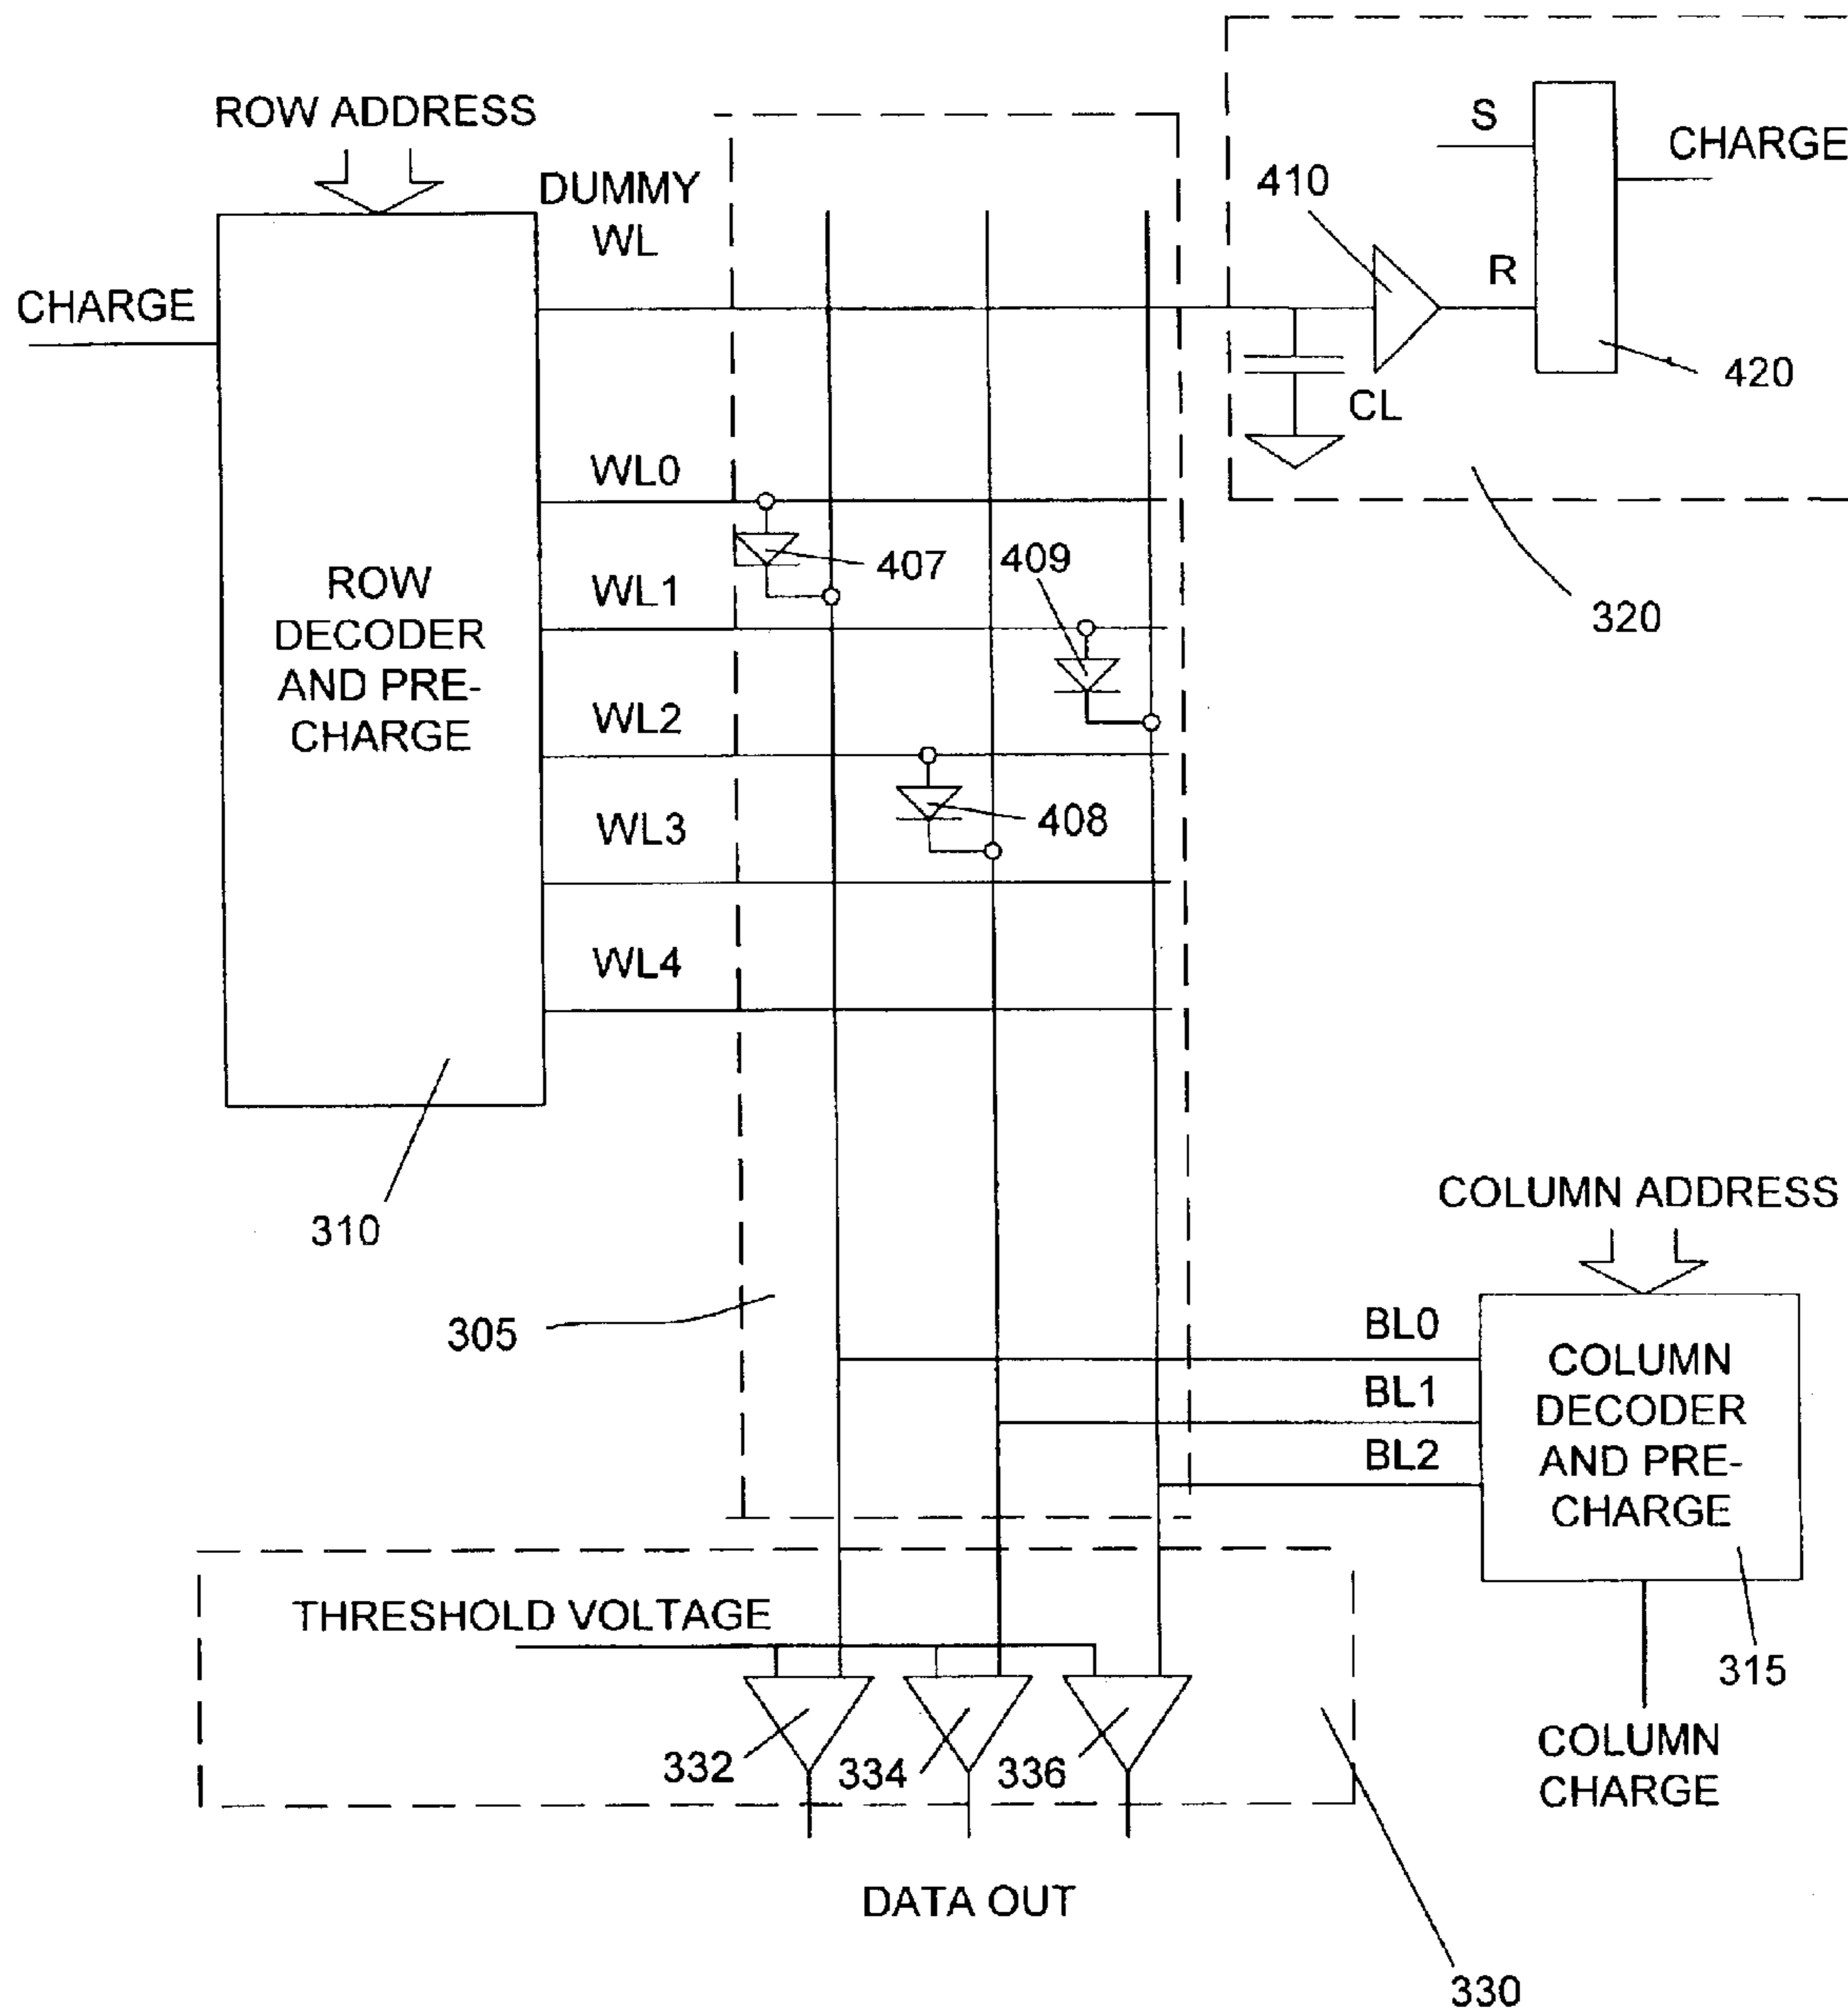 ROW ADDRESS
CHARGE
DUMMY
WL
S
CHARGE
410
R
420
CL
320
WL0
407
409
WL1
WL2
408
WL3
WL4
ROW
DECODER
AND PRE-
CHARGE
310
305
COLUMN ADDRESS
BL0
BL1
BL2
COLUMN
DECODER
AND PRE-
CHARGE
315
COLUMN
CHARGE
THRESHOLD VOLTAGE
332
334
336
330
DATA OUT